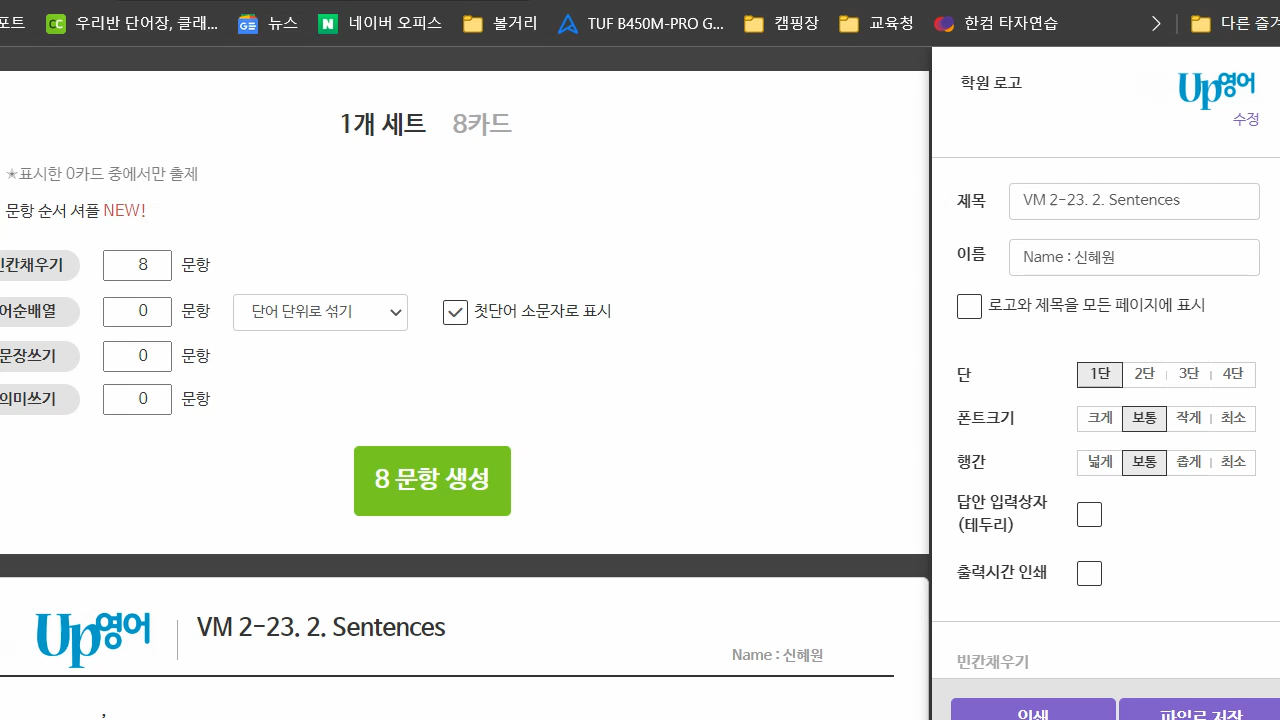 포트 우리반 단어장, 클래... 뉴스 네이버 오피스 볼거리 TUF B450M-PRO G... 캠핑장 교육청 한컴 타자연습 다른 즐겨
1개 세트 8카드
★표시한 0카드 중에서만 출제
문항 순서 셔플 NEW!
빈칸채우기 8 문항
어순배열 0 문항 단어 단위로 섞기 첫단어 소문자로 표시
문장쓰기 0 문항
의미쓰기 0 문항
8 문항 생성
Up영어 VM 2-23. 2. Sentences
Name : 신혜원
학원 로고 Up영어
수정
제목 VM 2-23. 2. Sentences
이름 Name : 신혜원
로고와 제목을 모든 페이지에 표시
단 1단 2단 3단 4단
폰트크기 크게 보통 작게 최소
행간 넓게 보통 좁게 최소
답안 입력상자
(테두리)
출력시간 인쇄
빈칸채우기
인쇄 파일로 저장